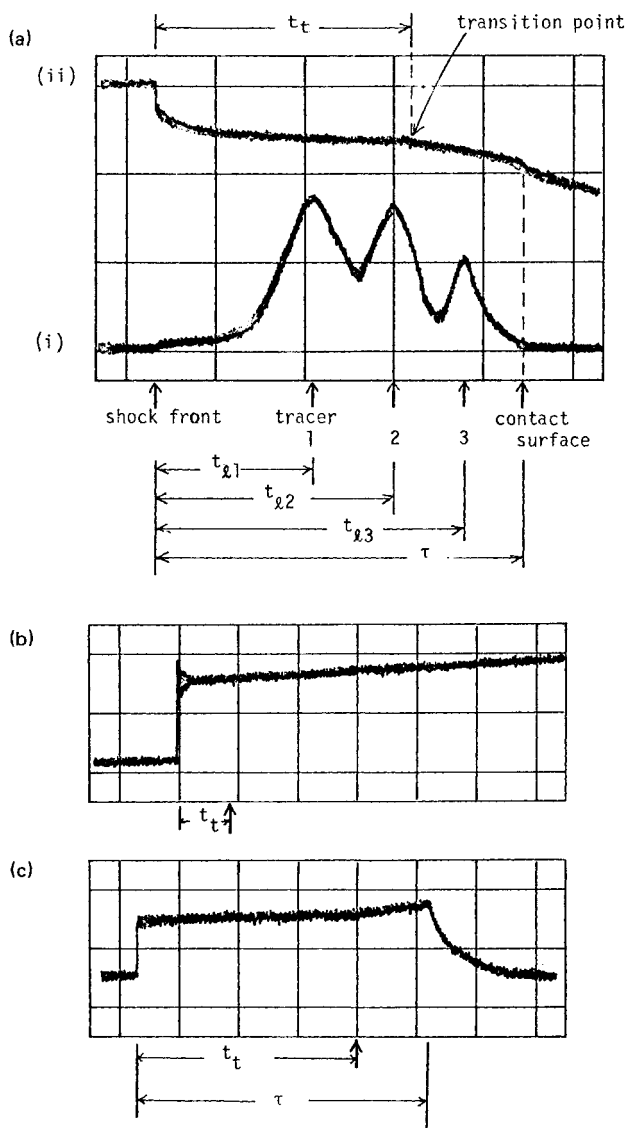 (a)
t_t
transition point
(ii)
(i)
shock front tracer contact
1 2 3 surface
t_ℓ1
t_ℓ2
t_ℓ3
τ
(b)
t_t
(c)
t_t
τ